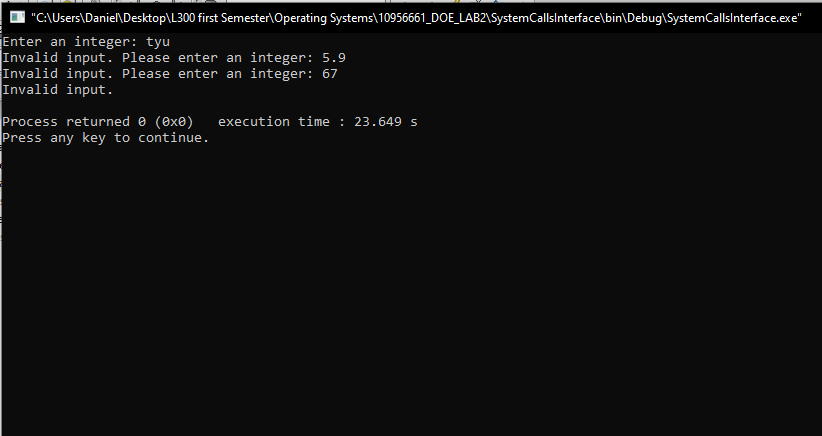 "C:\Users\Daniel\Desktop\L300 first Semester\Operating Systems\10956661_DOE_LAB2\SystemCallsInterface\bin\Debug\SystemCallsInterface.exe"
Enter an integer: tyu
Invalid input. Please enter an integer: 5.9
Invalid input. Please enter an integer: 67
Invalid input.
Process returned 0 (0x0)   execution time : 23.649 s
Press any key to continue.